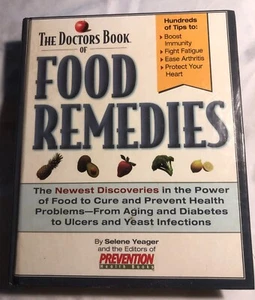 THE DOCTORS BOOK
OF
FOOD
REMEDIES
Hundreds
of Tips to:
Boost
Immunity
Fight Fatigue
Ease Arthritis
Protect Your
Heart
The Newest Discoveries in the Power
of Food to Cure and Prevent Health
Problems—From Aging and Diabetes
to Ulcers and Yeast Infections
By Selene Yeager
and the Editors of
PREVENTION
Health Books